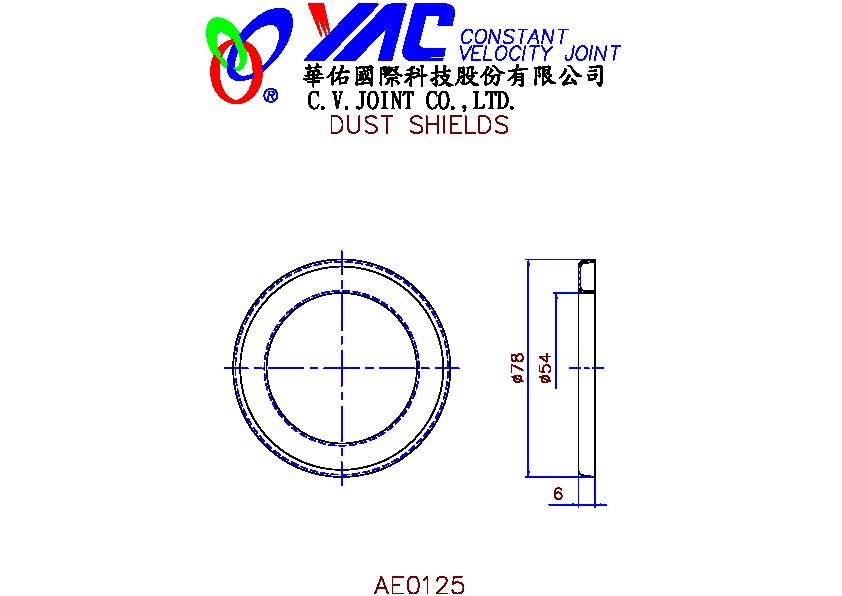 YAC CONSTANT
VELOCITY JOINT
華佑國際科技股份有限公司
C.V.JOINT CO.,LTD.
®
DUST SHIELDS
ø78
ø54
6
AE0125